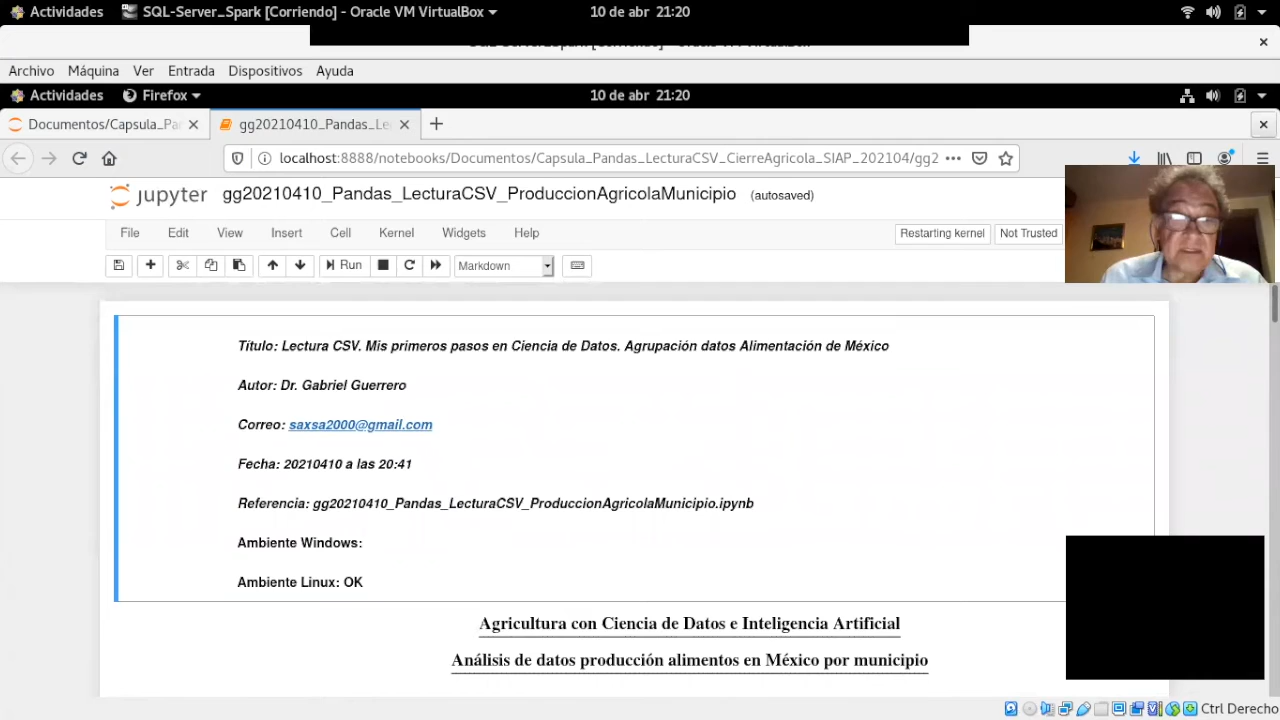 Actividades SQL-Server_Spark [Corriendo] - Oracle VM VirtualBox 10 de abr 21:20
Archivo Máquina Ver Entrada Dispositivos Ayuda
Actividades Firefox 10 de abr 21:20
Documentos/Capsula_Pa gg20210410_Pandas_Le
localhost:8888/notebooks/Documentos/Capsula_Pandas_LecturaCSV_CierreAgricola_SIAP_202104/gg2
jupyter gg20210410_Pandas_LecturaCSV_ProduccionAgricolaMunicipio (autosaved)
File Edit View Insert Cell Kernel Widgets Help Restarting kernel Not Trusted
Run Markdown
Título: Lectura CSV. Mis primeros pasos en Ciencia de Datos. Agrupación datos Alimentación de México
Autor: Dr. Gabriel Guerrero
Correo: saxsa2000@gmail.com
Fecha: 20210410 a las 20:41
Referencia: gg20210410_Pandas_LecturaCSV_ProduccionAgricolaMunicipio.ipynb
Ambiente Windows:
Ambiente Linux: OK
Agricultura con Ciencia de Datos e Inteligencia Artificial
Análisis de datos producción alimentos en México por municipio
Ctrl Derecho